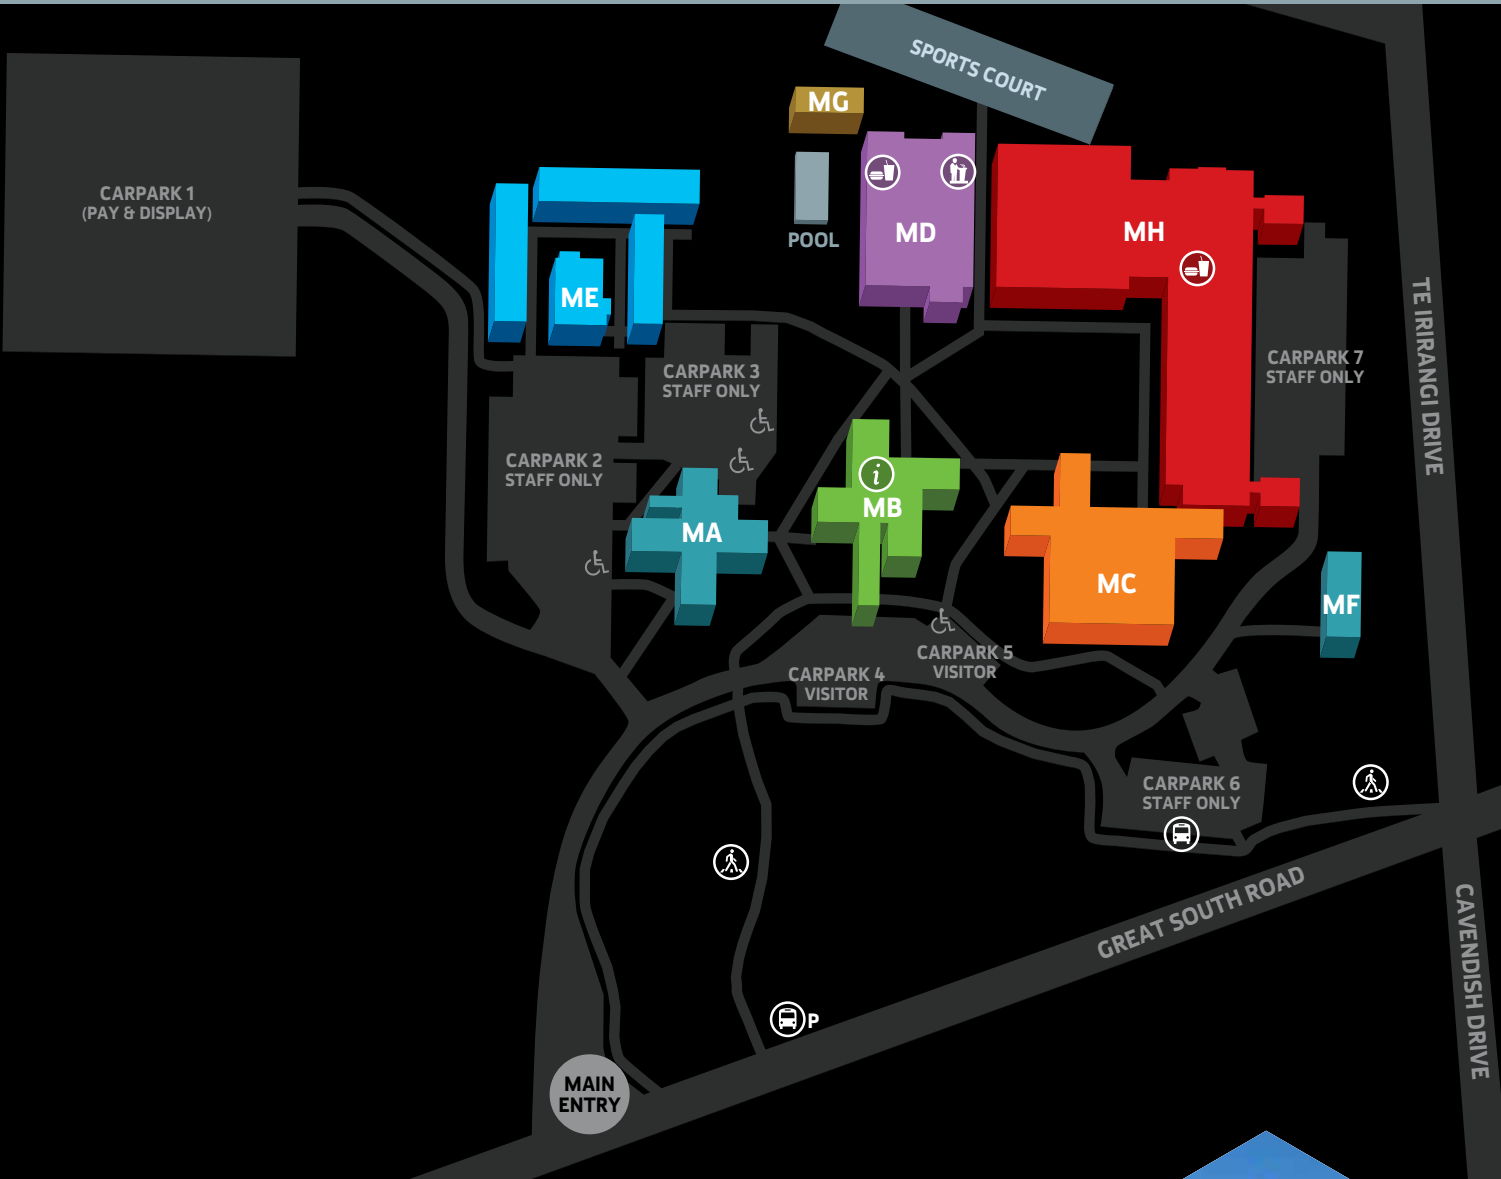 SPORTS COURT
MG
CARPARK 1
(PAY & DISPLAY)
POOL
MD
MH
ME
TE IRIRANGI DRIVE
CARPARK 3
STAFF ONLY
CARPARK 7
STAFF ONLY
CARPARK 2
STAFF ONLY
i
MB
MA
MC
MF
CARPARK 5
VISITOR
CARPARK 4
VISITOR
CARPARK 6
STAFF ONLY
GREAT SOUTH ROAD
CAVENDISH DRIVE
P
MAIN
ENTRY